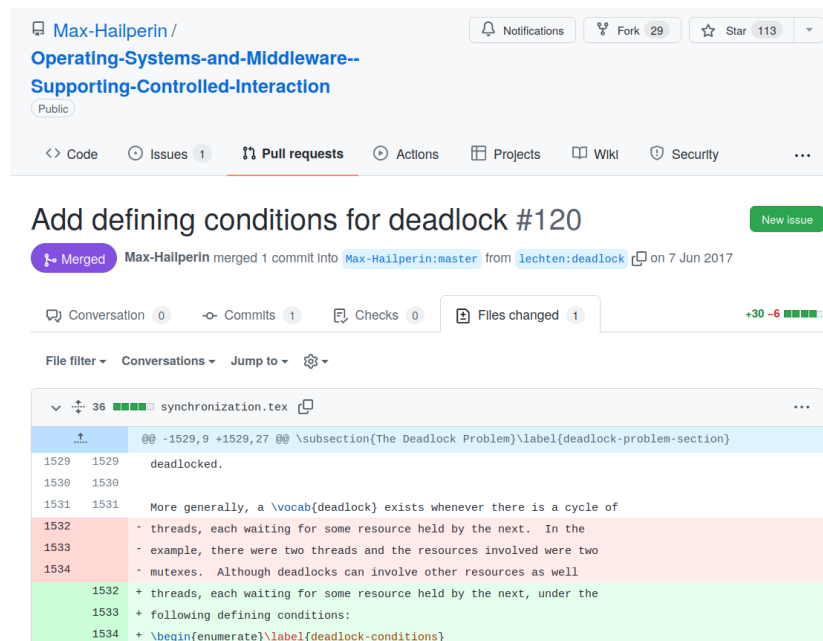 Max-Hailperin /
Operating-Systems-and-Middleware--
Supporting-Controlled-Interaction
Public
Notifications
Fork 29
Star 113
Code
Issues 1
Pull requests
Actions
Projects
Wiki
Security
...
Add defining conditions for deadlock #120
New issue
Merged
Max-Hailperin merged 1 commit into Max-Hailperin:master from lechten:deadlock on 7 Jun 2017
Conversation 0
Commits 1
Checks 0
Files changed 1
+30 −6
File filter
Conversations
Jump to
36 synchronization.tex
...
@@ -1529,9 +1529,27 @@ \subsection{The Deadlock Problem}\label{deadlock-problem-section}
1529 1529 deadlocked.
1530 1530
1531 1531 More generally, a \vocab{deadlock} exists whenever there is a cycle of
1532 - threads, each waiting for some resource held by the next. In the
1533 - example, there were two threads and the resources involved were two
1534 - mutexes. Although deadlocks can involve other resources as well
1532 + threads, each waiting for some resource held by the next, under the
1533 + following defining conditions:
1534 + \begin{enumerate}\label{deadlock-conditions}